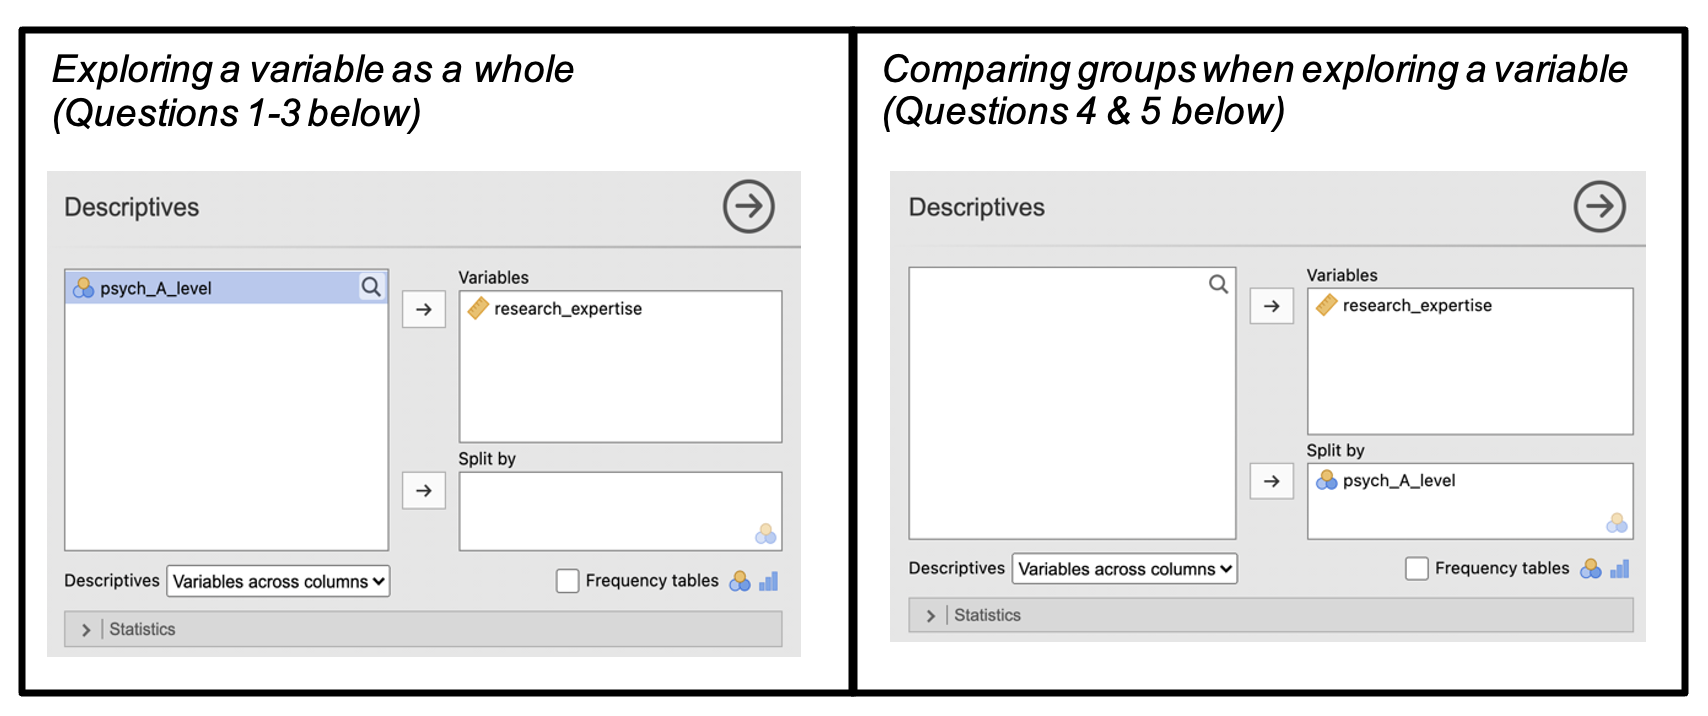 Exploring a variable as a whole
(Questions 1-3 below)
Descriptives
psych_A_level
Variables
research_expertise
Split by
Descriptives Variables across columns
Frequency tables
Statistics
Comparing groups when exploring a variable
(Questions 4 & 5 below)
Descriptives
Variables
research_expertise
Split by
psych_A_level
Descriptives Variables across columns
Frequency tables
Statistics